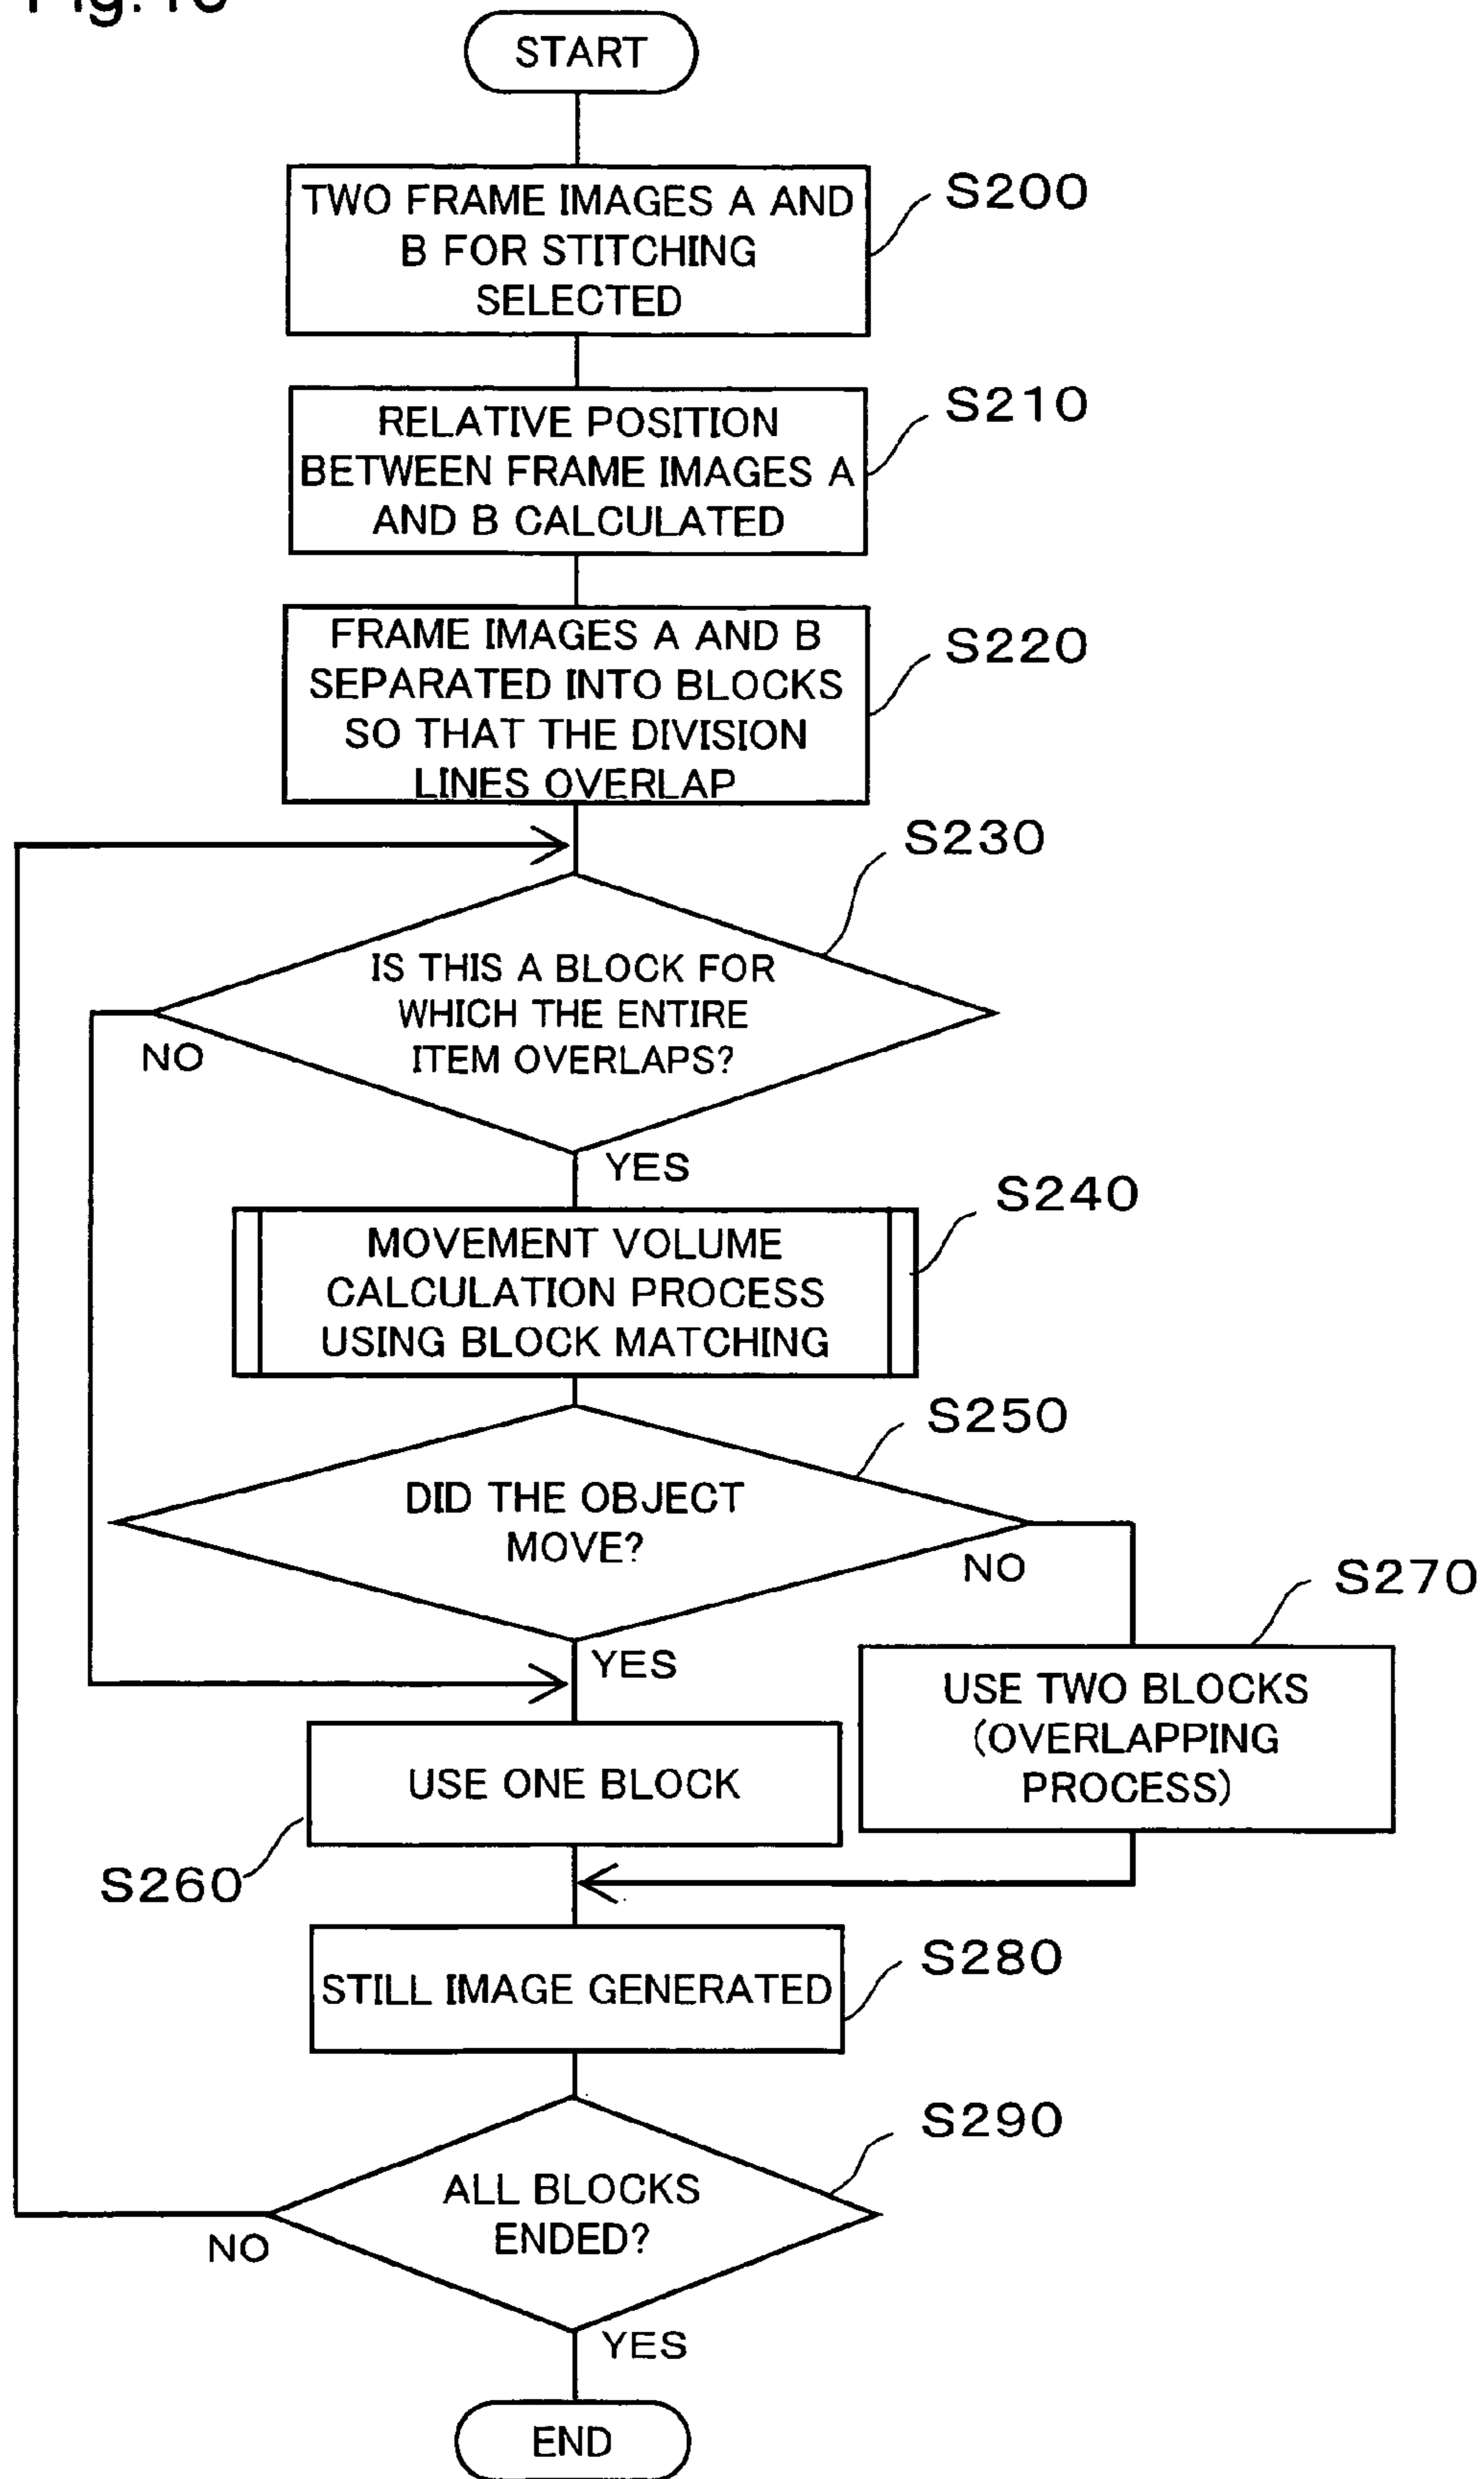 START
TWO FRAME IMAGES A AND
B FOR STITCHING
SELECTED
S200
RELATIVE POSITION
BETWEEN FRAME IMAGES A
AND B CALCULATED
S210
FRAME IMAGES A AND B
SEPARATED INTO BLOCKS
SO THAT THE DIVISION
LINES OVERLAP
S220
S230
IS THIS A BLOCK FOR
WHICH THE ENTIRE
ITEM OVERLAPS?
NO
YES
S240
MOVEMENT VOLUME
CALCULATION PROCESS
USING BLOCK MATCHING
S250
DID THE OBJECT
MOVE?
NO
YES
S270
USE TWO BLOCKS
(OVERLAPPING
PROCESS)
USE ONE BLOCK
S260
STILL IMAGE GENERATED
S280
S290
ALL BLOCKS
ENDED?
NO
YES
END